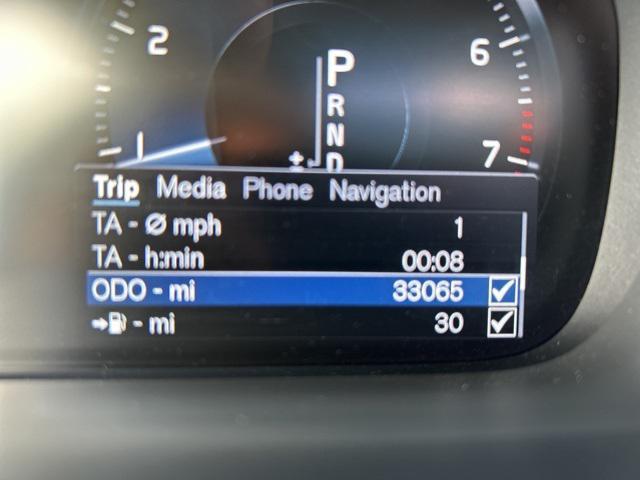 2
6
P
R
N
± D
1
7
Trip Media Phone Navigation
TA - Ø mph 1
TA - h:min 00:08
ODO - mi 33065
- mi 30